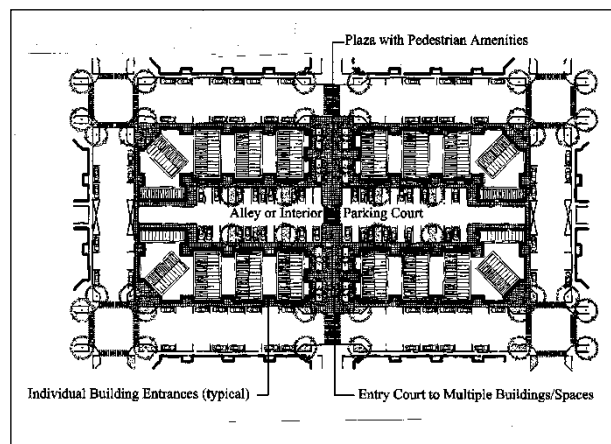 Plaza with Pedestrian Amenities
Alley or Interior Parking Court
Individual Building Entrances (typical)
Entry Court to Multiple Buildings/Spaces